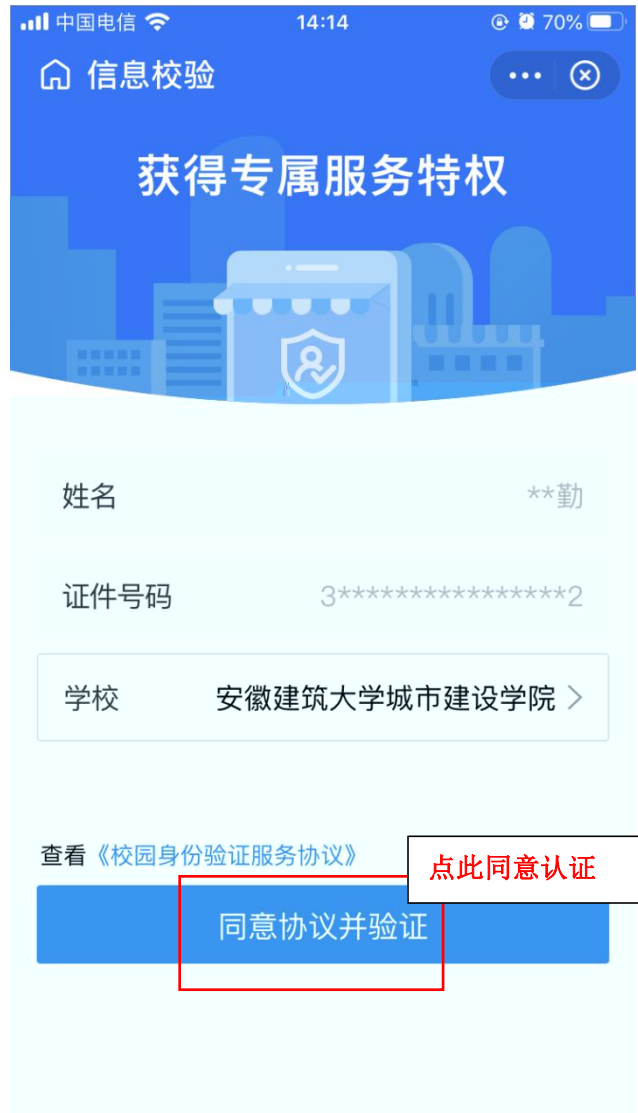 中国电信 14:14 70%
信息校验
获得专属服务特权
姓名 **勤
证件号码 3****************2
学校 安徽建筑大学城市建设学院
查看《校园身份验证服务协议》
点此同意认证
同意协议并验证